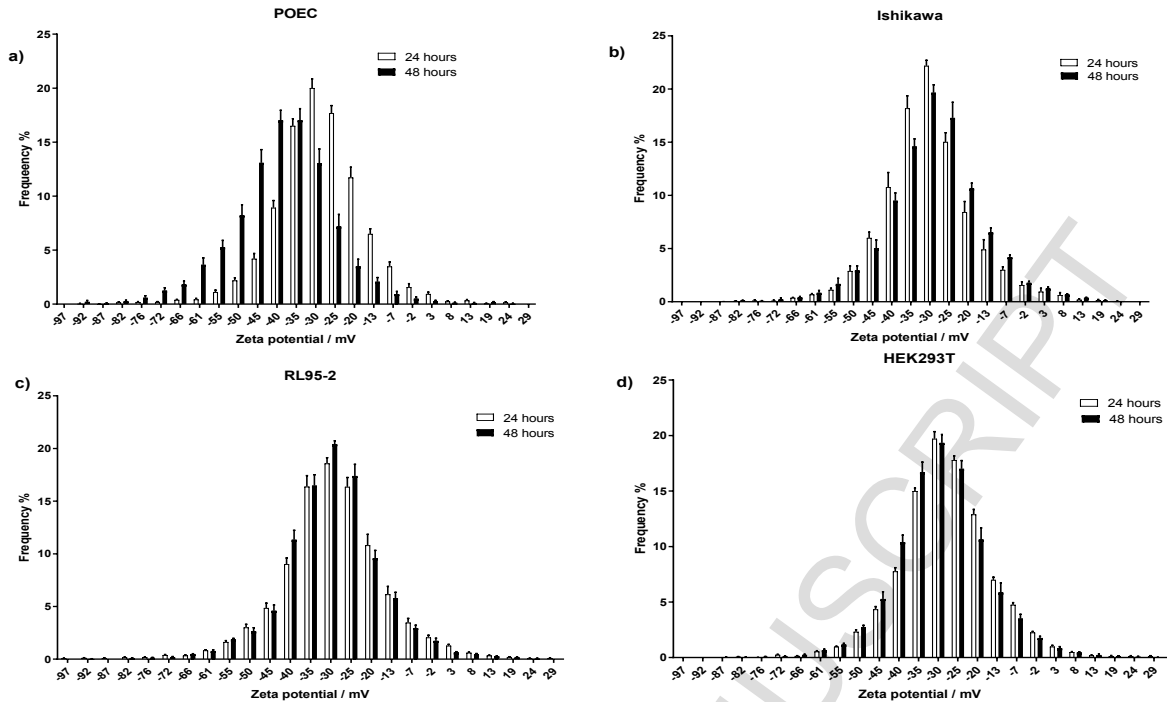 POEC
a)
24 hours
48 hours
Frequeency %
25
20
15
10
5
0
-97 -92 -87 -82 -76 -72 -66 -61 -55 -50 -45 -40 -35 -30 -25 -20 -13 -7 -2 3 8 13 19 24 29
Zeta potential / mV
Ishikawa
b)
24 hours
48 hours
Frequency %
25
20
15
10
5
0
-97 -92 -87 -82 -76 -72 -66 -61 -55 -50 -45 -40 -35 -30 -25 -20 -13 -7 -2 3 8 13 19 24 29
Zeta potential / mV
RL95-2
c)
24 hours
48 hours
Frequency %
25
20
15
10
5
0
-97 -92 -87 -82 -76 -72 -66 -61 -55 -50 -45 -40 -35 -30 -25 -20 -13 -7 -2 3 8 13 19 24 29
Zeta potential / mV
HEK293T
d)
24 hours
48 hours
Frequency %
25
20
15
10
5
0
-97 -92 -87 -82 -76 -72 -66 -61 -55 -50 -45 -40 -35 -30 -25 -20 -13 -7 -2 3 8 13 19 24 29
Zeta potential / mV
USCRIPT